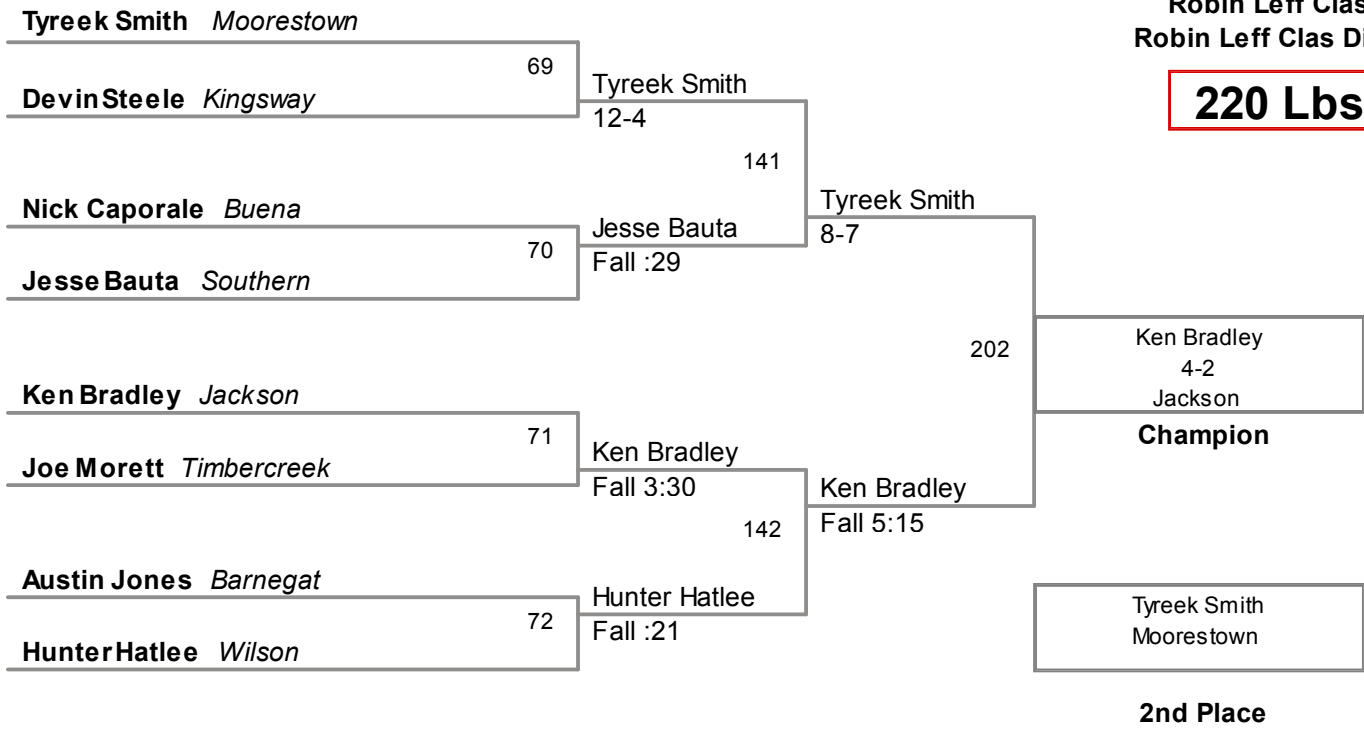 Robin Leff Clas
Robin Leff Clas Di
220 Lbs
Tyreek Smith Moorestown
69
Devin Steele Kingsway
Tyreek Smith
12-4
141
Nick Caporale Buena
70
Jesse Bauta Southern
Jesse Bauta
Fall :29
Tyreek Smith
8-7
202
Ken Bradley Jackson
71
Joe Morett Timbercreek
Ken Bradley
Fall 3:30
142
Austin Jones Barnegat
72
Hunter Hatlee Wilson
Hunter Hatlee
Fall :21
Ken Bradley
Fall 5:15
Ken Bradley
4-2
Jackson
Champion
Tyreek Smith
Moorestown
2nd Place